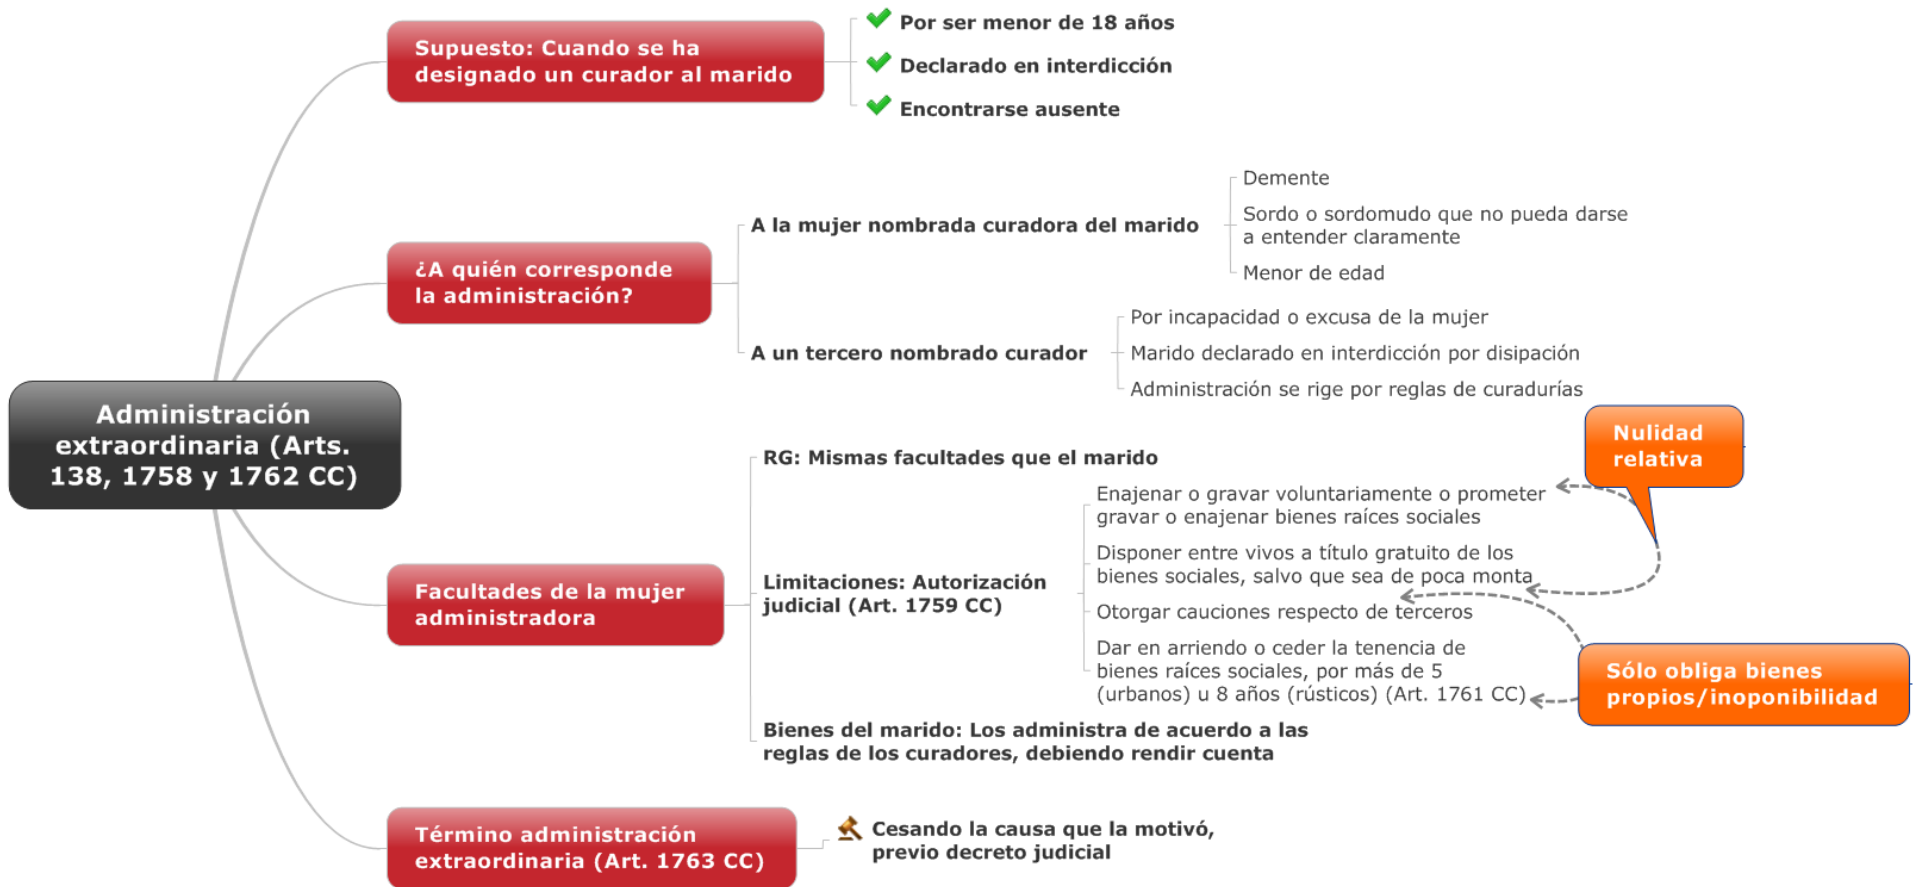 Administración
extraordinaria (Arts.
138, 1758 y 1762 CC)
Supuesto: Cuando se ha
designado un curador al marido
Por ser menor de 18 años
Declarado en interdicción
Encontrarse ausente
¿A quién corresponde
la administración?
A la mujer nombrada curadora del marido
Demente
Sordo o sordomudo que no pueda darse
a entender claramente
Menor de edad
A un tercero nombrado curador
Por incapacidad o excusa de la mujer
Marido declarado en interdicción por disipación
Administración se rige por reglas de curadurías
Facultades de la mujer
administradora
RG: Mismas facultades que el marido
Limitaciones: Autorización
judicial (Art. 1759 CC)
Enajenar o gravar voluntariamente o prometer
gravar o enajenar bienes raíces sociales
Disponer entre vivos a título gratuito de los
bienes sociales, salvo que sea de poca monta
Otorgar cauciones respecto de terceros
Dar en arriendo o ceder la tenencia de
bienes raíces sociales, por más de 5
(urbanos) u 8 años (rústicos) (Art. 1761 CC)
Nulidad
relativa
Sólo obliga bienes
propios/inoponibilidad
Bienes del marido: Los administra de acuerdo a las
reglas de los curadores, debiendo rendir cuenta
Término administración
extraordinaria (Art. 1763 CC)
Cesando la causa que la motivó,
previo decreto judicial